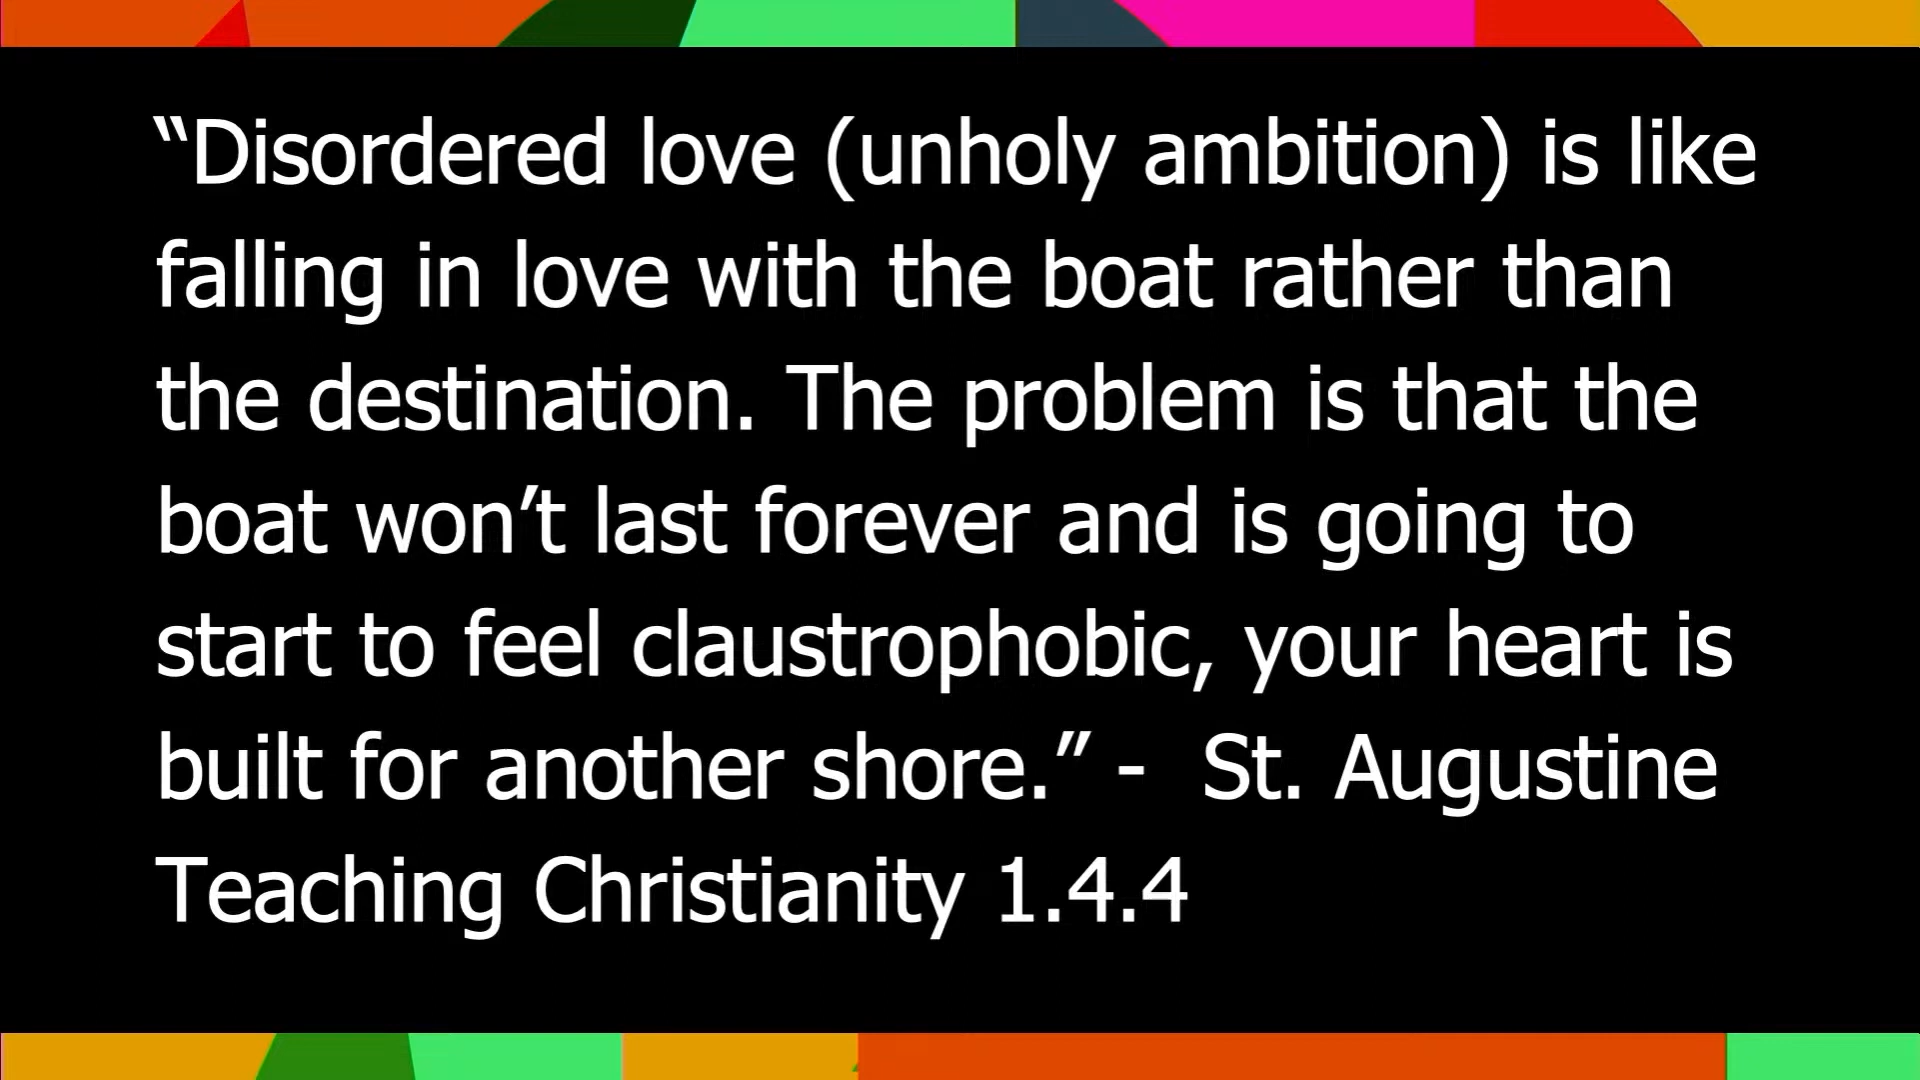 “Disordered love (unholy ambition) is like
falling in love with the boat rather than
the destination. The problem is that the
boat won’t last forever and is going to
start to feel claustrophobic, your heart is
built for another shore.” -  St. Augustine
Teaching Christianity 1.4.4